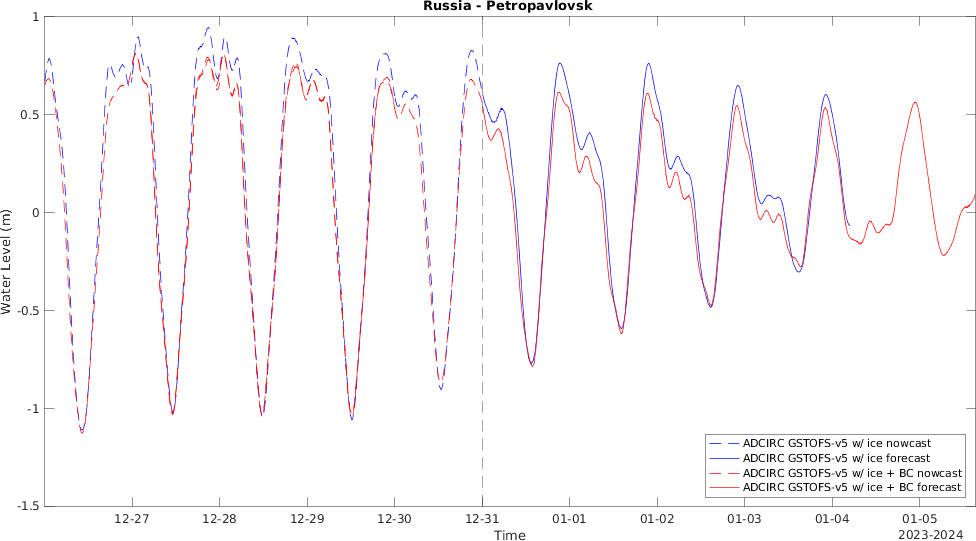 Russia - Petropavlovsk
1
0.5
0
-0.5
-1
-1.5
Water Level (m)
ADCIRC GSTOFS-v5 w/ ice nowcast
ADCIRC GSTOFS-v5 w/ ice forecast
ADCIRC GSTOFS-v5 w/ ice + BC nowcast
ADCIRC GSTOFS-v5 w/ ice + BC forecast
12-27 12-28 12-29 12-30 12-31 01-01 01-02 01-03 01-04 01-05
Time
2023-2024